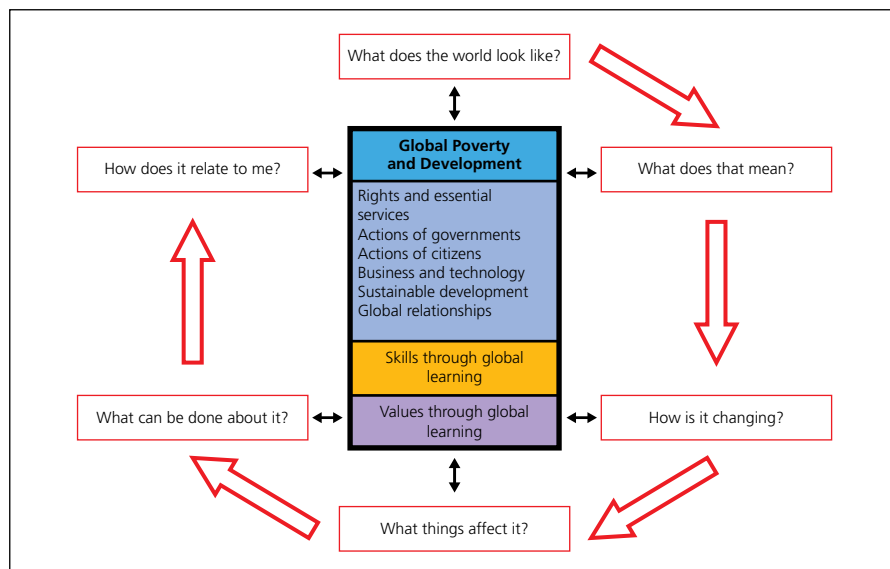 What does the world look like?
Global Poverty
and Development
How does it relate to me?
What does that mean?
Rights and essential
services
Actions of governments
Actions of citizens
Business and technology
Sustainable development
Global relationships
Skills through global
learning
What can be done about it?
Values through global
learning
How is it changing?
What things affect it?